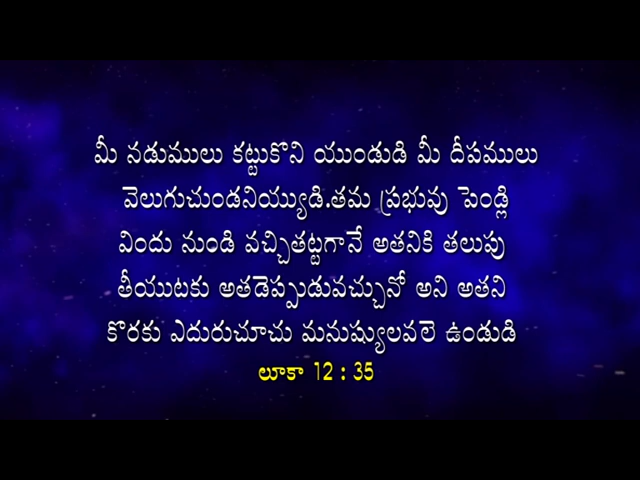 మీ నడుములు కట్టుకొని యుండుడి మీ దీపములు
వెలుగుచుండనియ్యుడి.తమ ప్రభువు పెండ్లి
విందు నుండి వచ్చితట్టగానే అతనికి తలుపు
తీయుటకు అతడెప్పుడువచ్చునో అని అతని
కొరకు ఎదురుచూచు మనుష్యులవలె ఉండుడి
లూకా 12 : 35